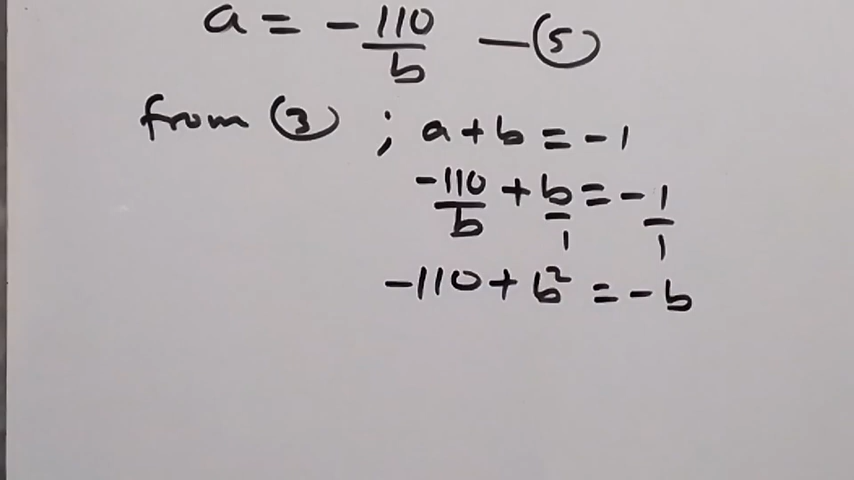 a = -110/b — (5)
from (3) ; a + b = -1
-110/b + b/1 = -1/1
-110 + b² = -b